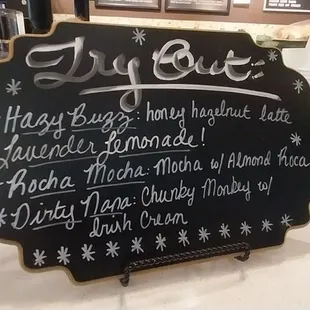 Try Out:
*Hazy Buzz: honey hazelnut latte
Lavender Lemonade!
*Rocha Mocha: Mocha w/ Almond Roca
*Dirty Nana: Chunky Monkey w/
Irish Cream